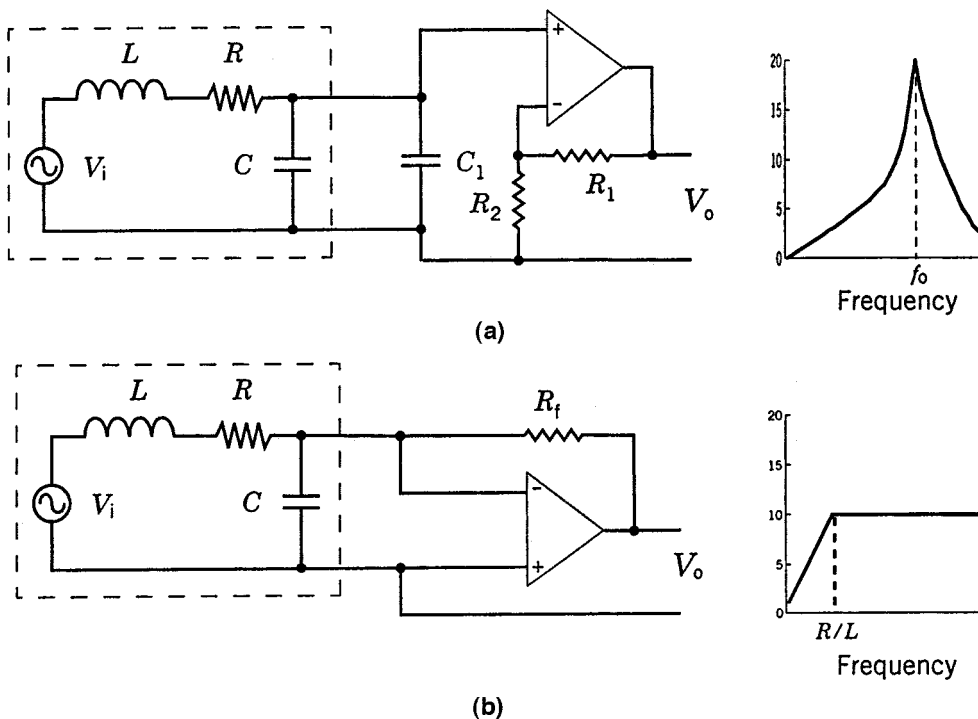 L R
V_i
C
C_1
+
-
R_1
R_2
V_o
20
15
10
5
0
f_0
Frequency
(a)
L R
V_i
C
R_f
-
+
V_o
20
15
10
5
0
R/L
Frequency
(b)